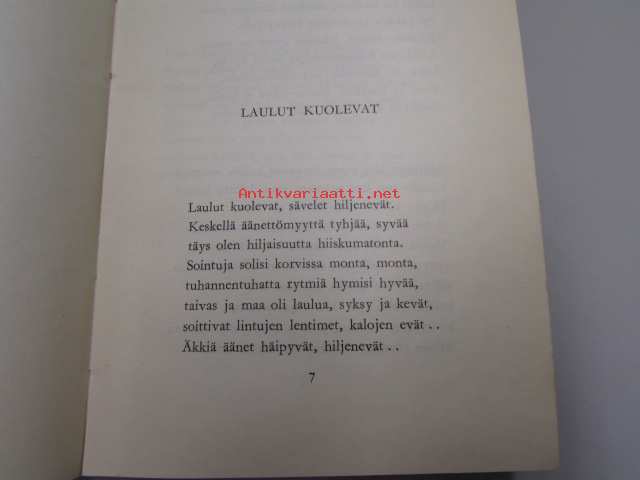 LAULUT KUOLEVAT
Antikvariaatti.net
Laulut kuolevat, sävelet hiljenevät.
Keskellä äänettömyyttä tyhjää, syvää
täys olen hiljaisuutta hiiskumatonta.
Sointuja solisi korvissa monta, monta,
tuhannentuhatta rytmiä hymisi hyvää,
taivas ja maa oli laulua, syksy ja kevät,
soittivat lintujen lentimet, kalojen evät . .
Äkkiä äänet häipyvät, hiljenevät . .
7